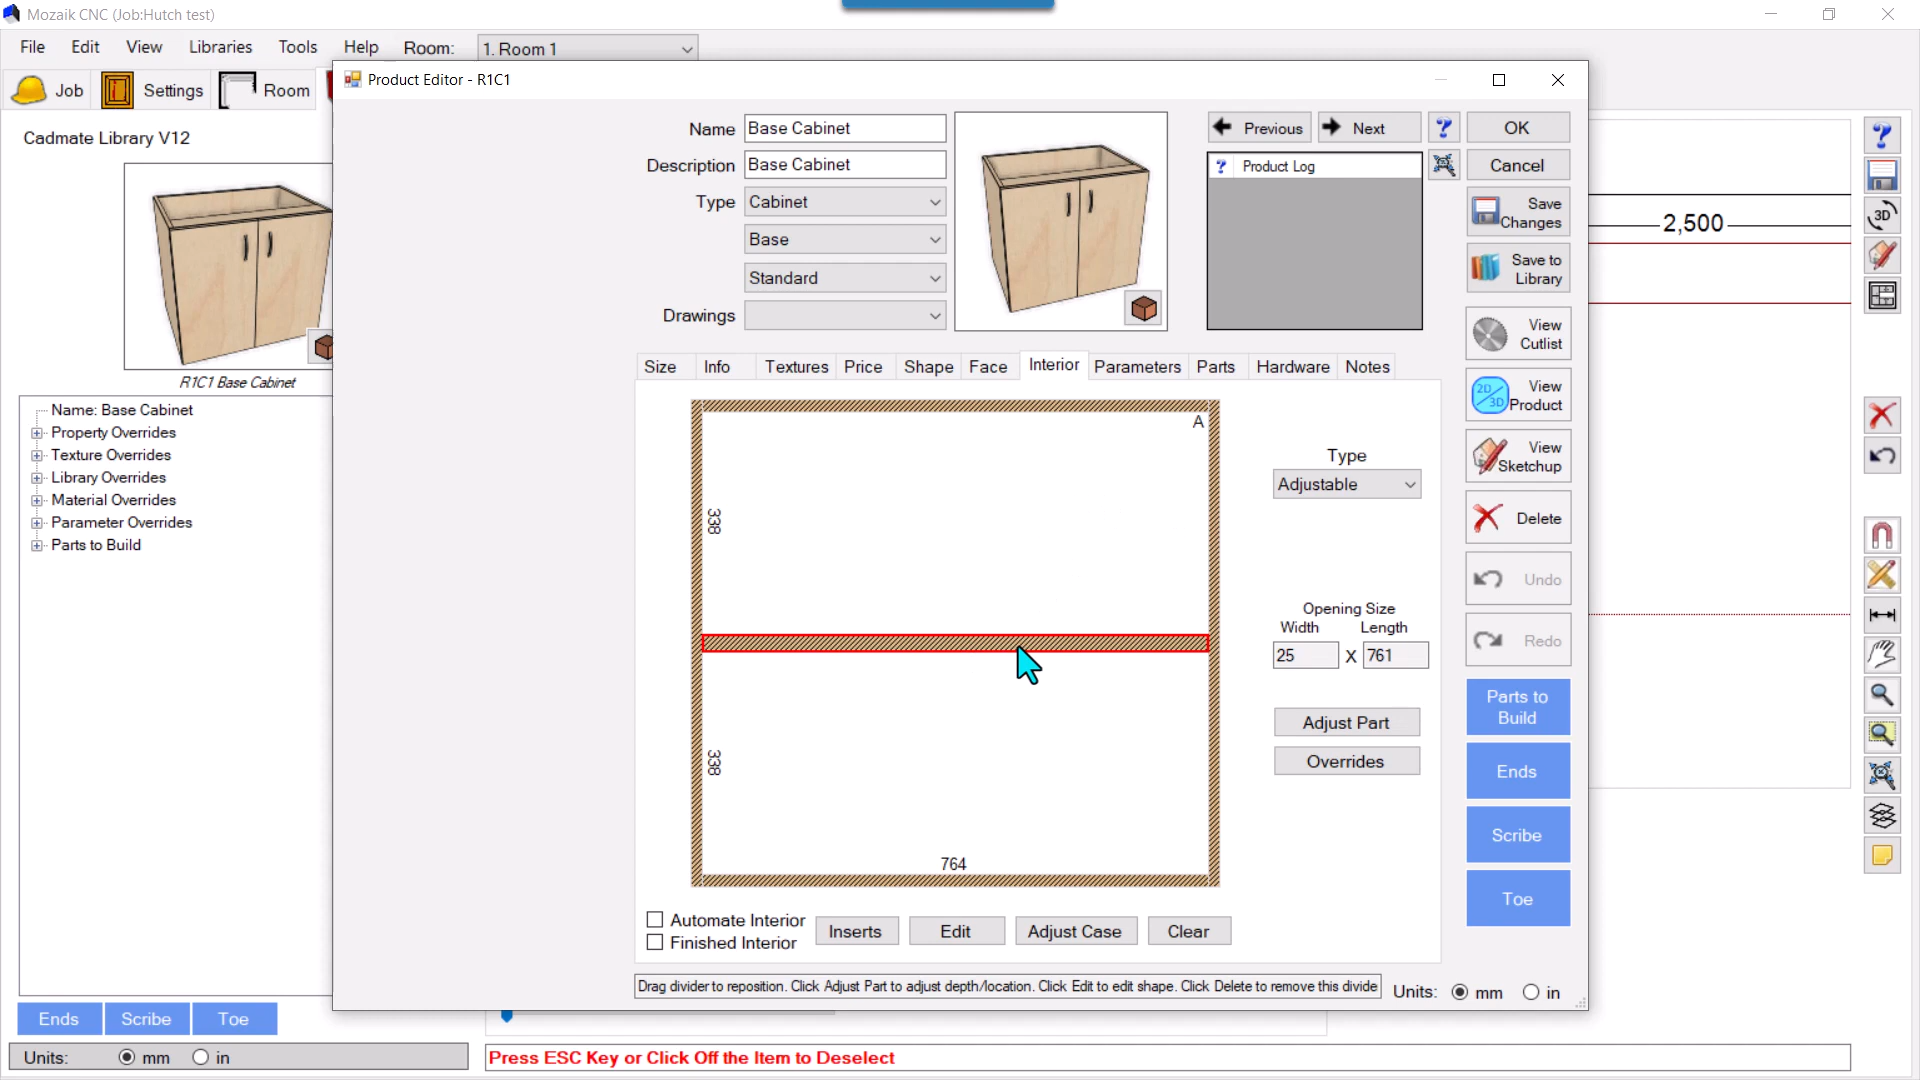 Mozaik CNC (Job:Hutch test)
File Edit View Libraries Tools Help Room: 1. Room 1
Job Settings Room
Product Editor - R1C1
Cadmate Library V12
R1C1 Base Cabinet
Name: Base Cabinet
Property Overrides
Texture Overrides
Library Overrides
Material Overrides
Parameter Overrides
Parts to Build
Ends Scribe Toe
Units: mm in
Name Base Cabinet
Description Base Cabinet
Type Cabinet
Base
Standard
Drawings
Previous Next ? OK
? Product Log
Cancel
Save Changes
Save to Library
View Cutlist
2D/3D View Product
View Sketchup
Delete
Undo
Redo
Parts to Build
Ends
Scribe
Toe
Size Info Textures Price Shape Face Interior Parameters Parts Hardware Notes
A
338
338
764
Type
Adjustable
Opening Size
Width Length
25 X 761
Adjust Part
Overrides
Automate Interior
Finished Interior
Inserts Edit Adjust Case Clear
Drag divider to reposition. Click Adjust Part to adjust depth/location. Click Edit to edit shape. Click Delete to remove this divide
Units: mm in
2,500
?
3D
Press ESC Key or Click Off the Item to Deselect